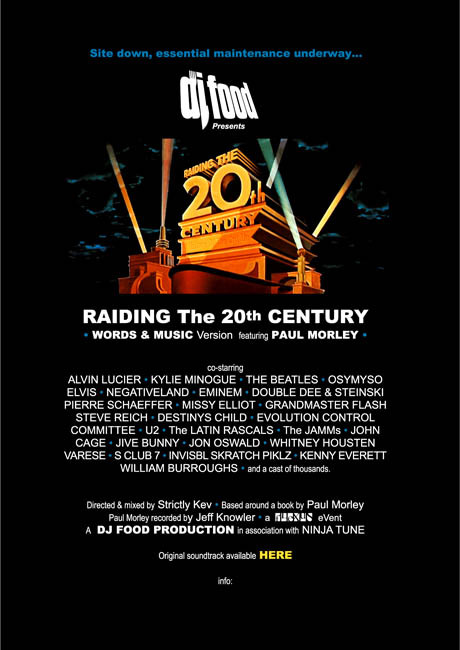 Site down, essential maintenance underway...
dj food
Presents
RAIDING THE
20th
CENTURY
RAIDING The 20th CENTURY
• WORDS & MUSIC Version featuring PAUL MORLEY •
co-starring
ALVIN LUCIER • KYLIE MINOGUE • THE BEATLES • OSYMYSO
ELVIS • NEGATIVELAND • EMINEM • DOUBLE DEE & STEINSKI
PIERRE SCHAEFFER • MISSY ELLIOT • GRANDMASTER FLASH
STEVE REICH • DESTINYS CHILD • EVOLUTION CONTROL
COMMITTEE • U2 • The LATIN RASCALS • The JAMMs • JOHN
CAGE • JIVE BUNNY • JON OSWALD • WHITNEY HOUSTEN
VARESE • S CLUB 7 • INVISBL SKRATCH PIKLZ • KENNY EVERETT
WILLIAM BURROUGHS • and a cast of thousands.
Directed & mixed by Strictly Kev • Based around a book by Paul Morley
Paul Morley recorded by Jeff Knowler • a eVent
A DJ FOOD PRODUCTION in association with NINJA TUNE
Original soundtrack available HERE
info: